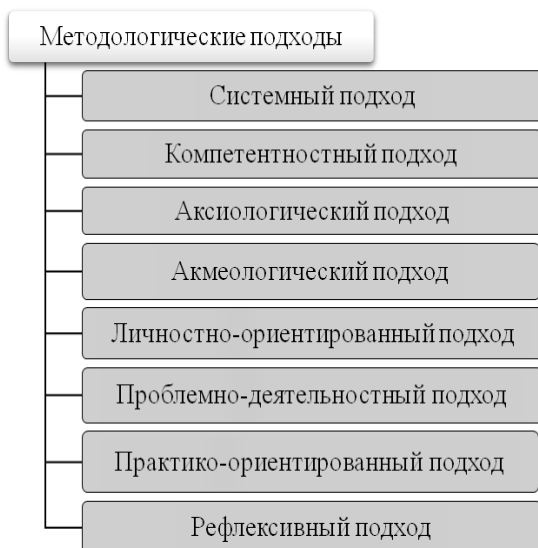 Методологические подходы
Системный подход
Компетентностный подход
Аксиологический подход
Акмеологический подход
Личностно-ориентированный подход
Проблемно-деятельностный подход
Практико-ориентированный подход
Рефлексивный подход